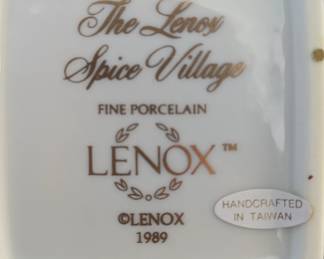 The Lenox
Spice Village
FINE PORCELAIN
LENOX™
©LENOX
1989
HANDCRAFTED
IN TAIWAN